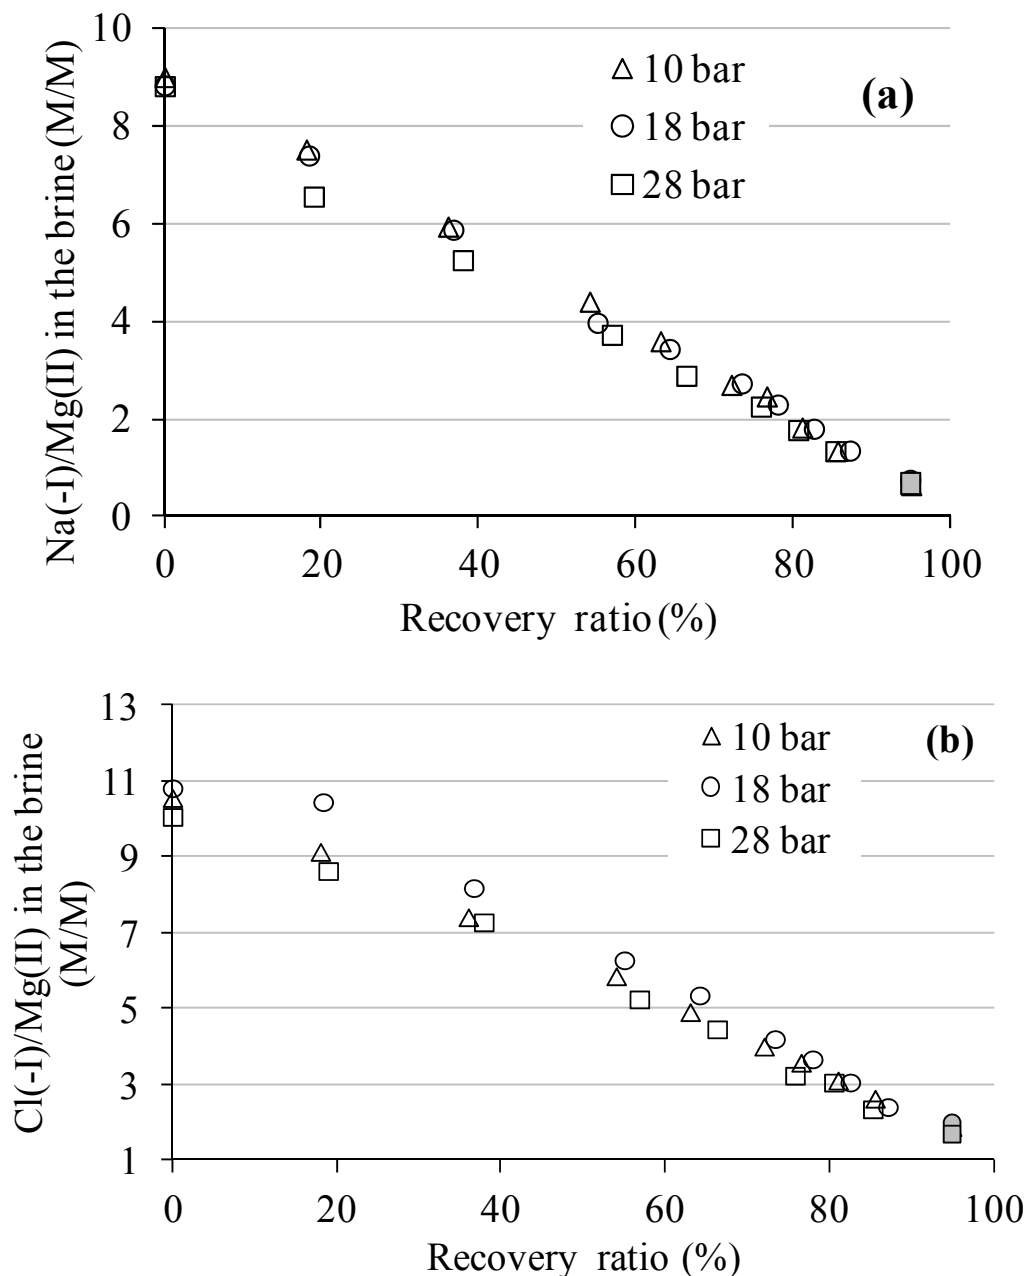 10
8
6
4
2
0
Na(-I)/Mg(II) in the brine (M/M)
10 bar
18 bar
28 bar
(a)
0 20 40 60 80 100
Recovery ratio (%)
13
11
9
7
5
3
1
Cl(-I)/Mg(II) in the brine
(M/M)
10 bar
18 bar
28 bar
(b)
0 20 40 60 80 100
Recovery ratio (%)